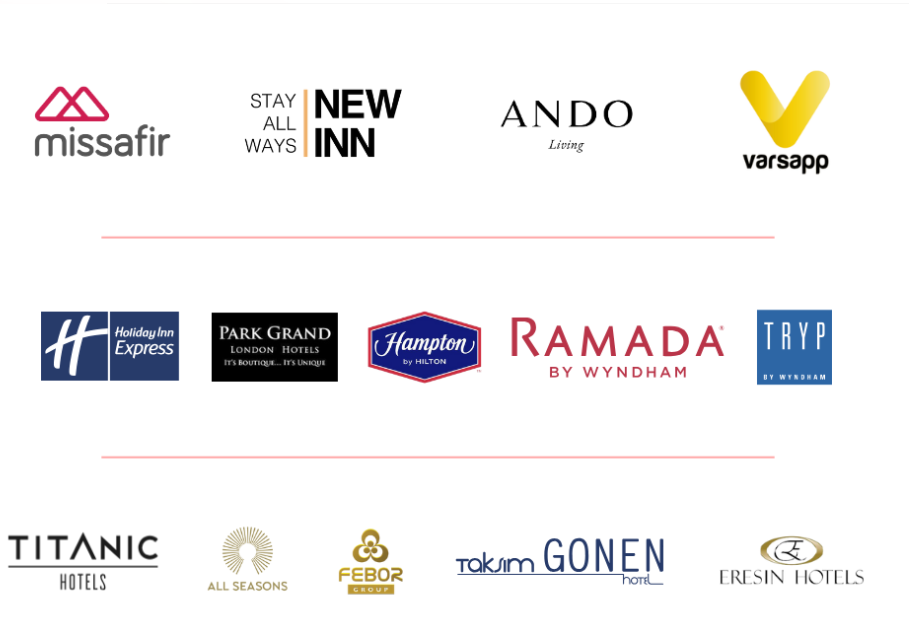 missafir
STAY
ALL
WAYS
NEW
INN
ANDO
Living
varsapp
Holiday Inn
Express
PARK GRAND
LONDON HOTELS
IT'S BOUTIQUE... IT'S UNIQUE
Hampton
by HILTON
™
RAMADA®
BY WYNDHAM
TRYP
BY WYNDHAM
TITANIC
HOTELS
ALL SEASONS
FEBOR
GROUP
Taksim GONEN
HOTEL
ERESIN HOTELS